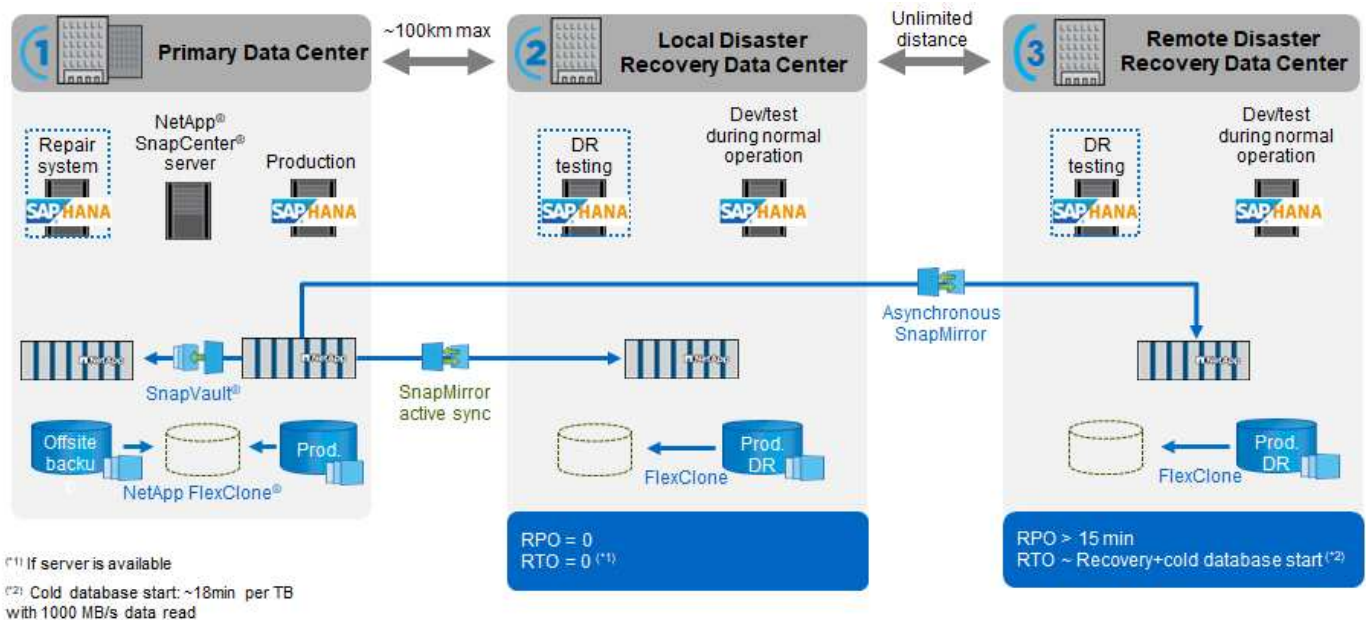 1
Primary Data Center
~100km max
2
Local Disaster
Recovery Data Center
Unlimited
distance
3
Remote Disaster
Recovery Data Center
Repair
system
SAP HANA
NetApp®
SnapCenter®
server
Production
SAP HANA
DR
testing
SAP HANA
Dev/test
during normal
operation
SAP HANA
DR
testing
SAP HANA
Dev/test
during normal
operation
SAP HANA
NetApp
SnapVault®
NetApp
SnapMirror
active sync
NetApp
Asynchronous
SnapMirror
NetApp
Offsite
backu
Prod.
NetApp FlexClone®
Prod.
DR
FlexClone
Prod.
DR
FlexClone
RPO = 0
RTO = 0 (*1)
RPO > 15 min
RTO ~ Recovery+cold database start (*2)
(*1) If server is available
(*2) Cold database start: ~18min per TB
with 1000 MB/s data read